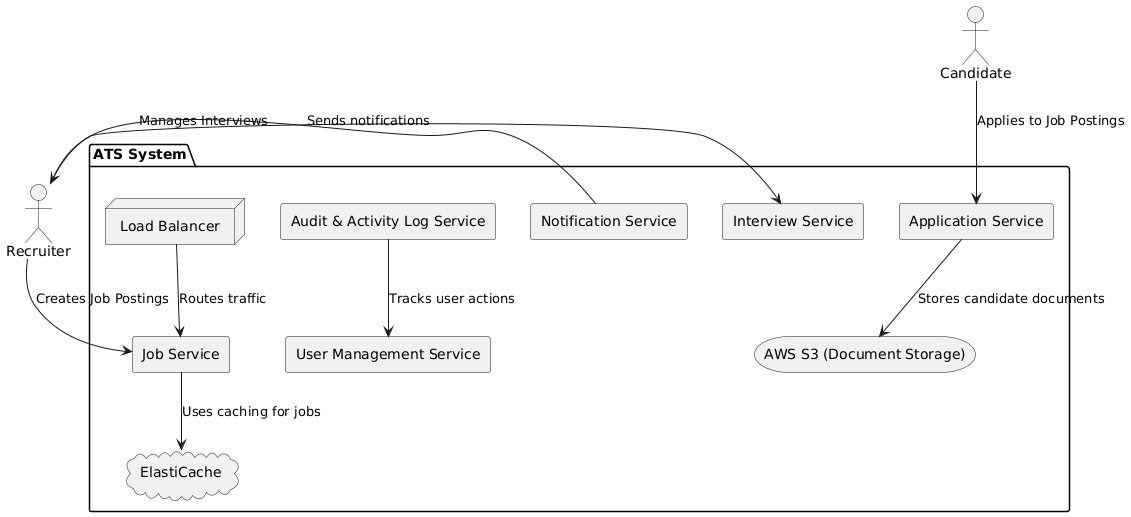 Candidate
Manages Interviews
Sends notifications
Applies to Job Postings
ATS System
Recruiter
Load Balancer
Audit & Activity Log Service
Notification Service
Interview Service
Application Service
Creates Job Postings
Routes traffic
Tracks user actions
Stores candidate documents
Job Service
User Management Service
AWS S3 (Document Storage)
Uses caching for jobs
ElastiCache